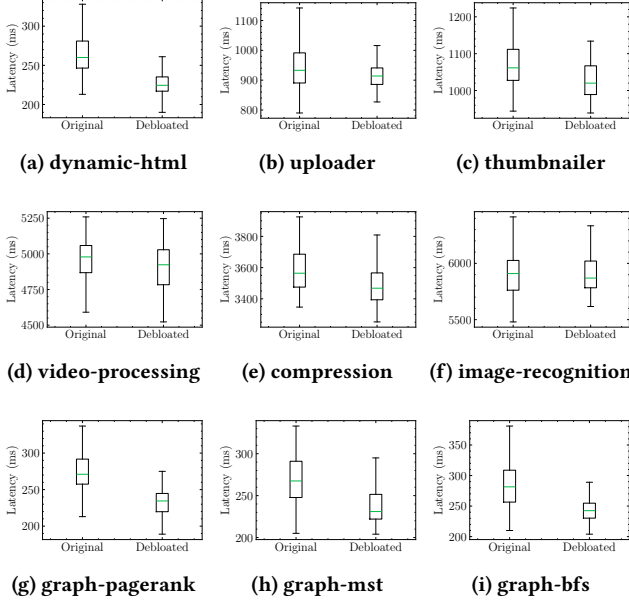 Latency (ms)
300
250
200
Original
Debloated
(a) dynamic-html
Latency (ms)
1100
1000
900
800
Original
Debloated
(b) uploader
Latency (ms)
1200
1100
1000
Original
Debloated
(c) thumbnailer
Latency (ms)
5250
5000
4750
4500
Original
Debloated
(d) video-processing
Latency (ms)
3800
3600
3400
Original
Debloated
(e) compression
Latency (ms)
6000
5500
Original
Debloated
(f) image-recognition
Latency (ms)
300
250
200
Original
Debloated
(g) graph-pagerank
Latency (ms)
300
250
200
Original
Debloated
(h) graph-mst
Latency (ms)
350
300
250
200
Original
Debloated
(i) graph-bfs